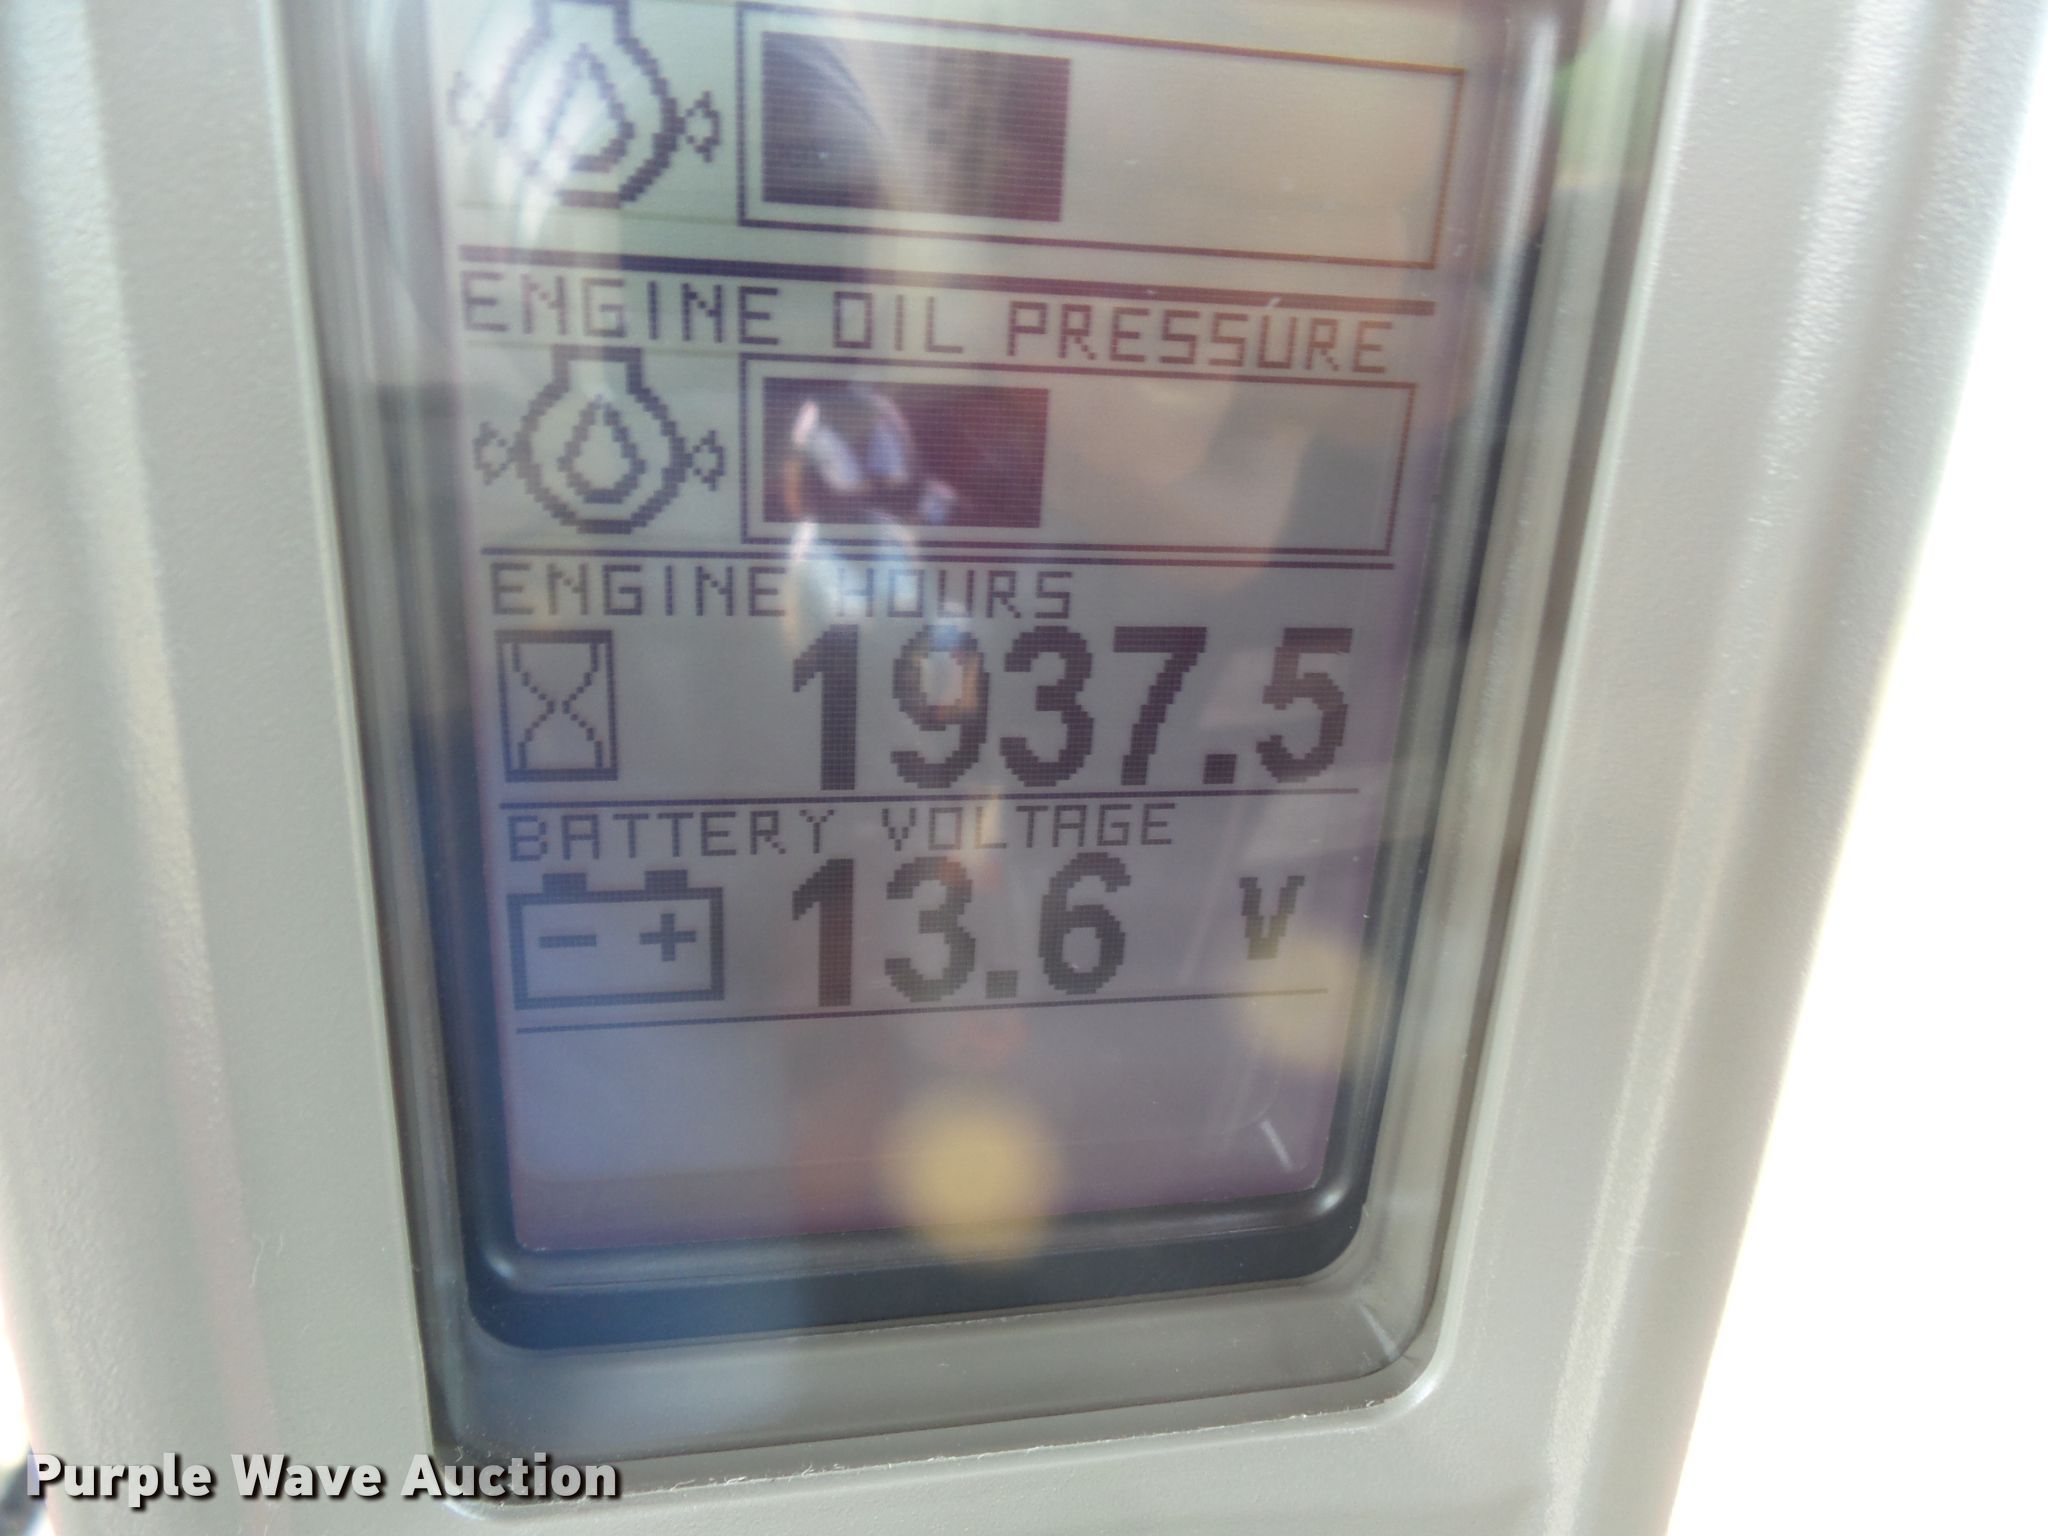 ENGINE OIL PRESSURE
ENGINE HOURS
1937.5
BATTERY VOLTAGE
- + 13.6 V
Purple Wave Auction